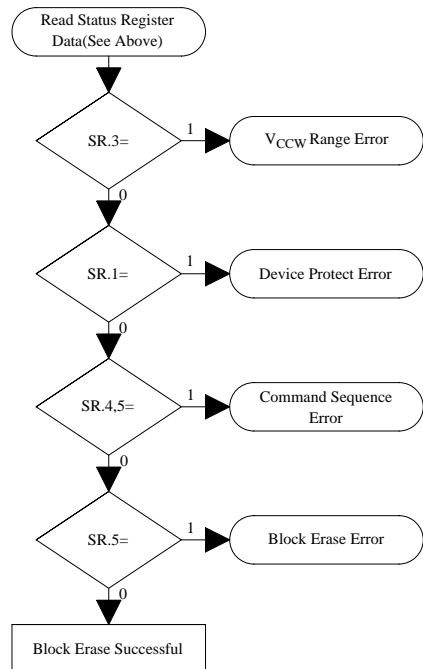 Read Status Register
Data(See Above)
SR.3=
1
VCCW Range Error
0
SR.1=
1
Device Protect Error
0
SR.4,5=
1
Command Sequence
Error
0
SR.5=
1
Block Erase Error
0
Block Erase Successful